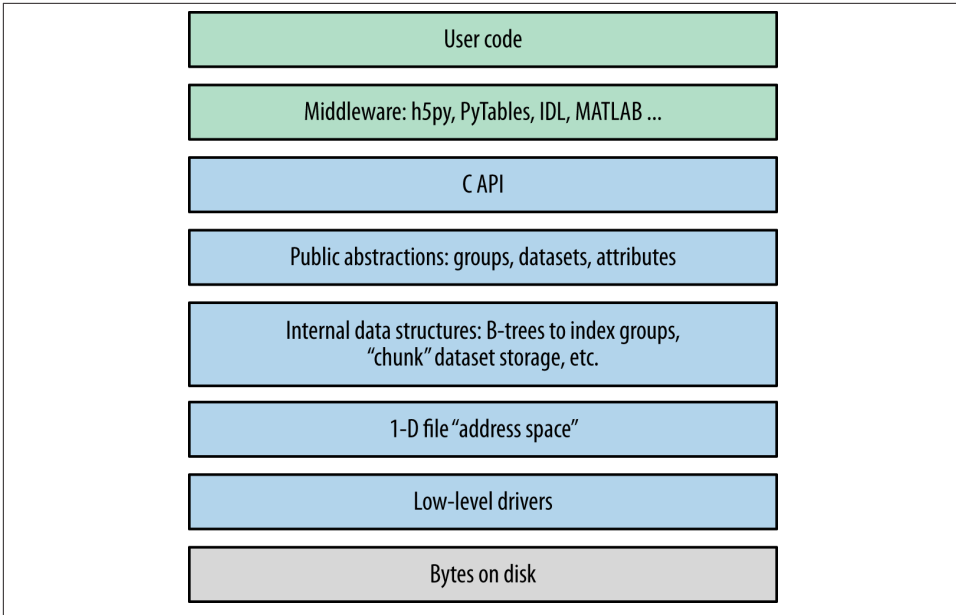 User code
Middleware: h5py, PyTables, IDL, MATLAB ...
C API
Public abstractions: groups, datasets, attributes
Internal data structures: B-trees to index groups,
“chunk” dataset storage, etc.
1-D file “address space”
Low-level drivers
Bytes on disk